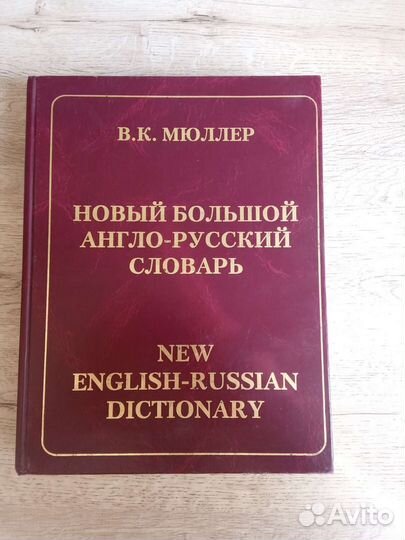 В.К. МЮЛЛЕР
НОВЫЙ БОЛЬШОЙ
АНГЛО-РУССКИЙ
СЛОВАРЬ
NEW
ENGLISH-RUSSIAN
DICTIONARY
Avito